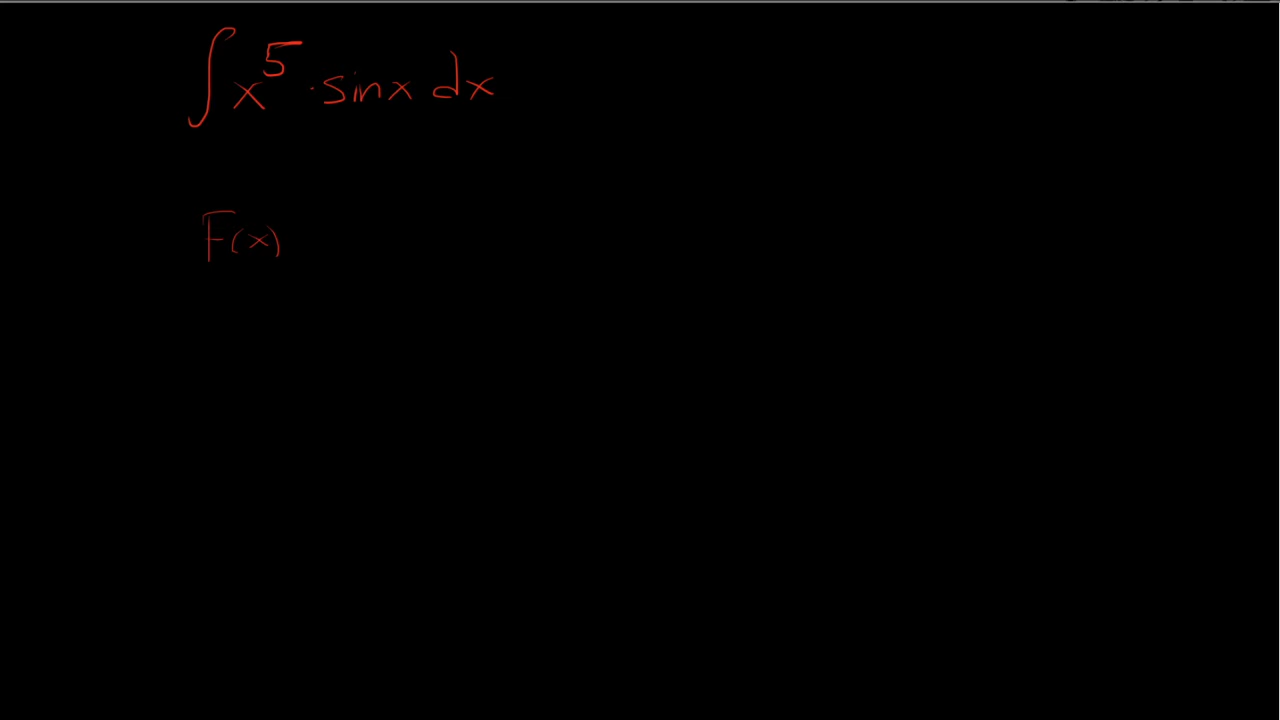 ∫ x⁵ · sinx dx
F(x)